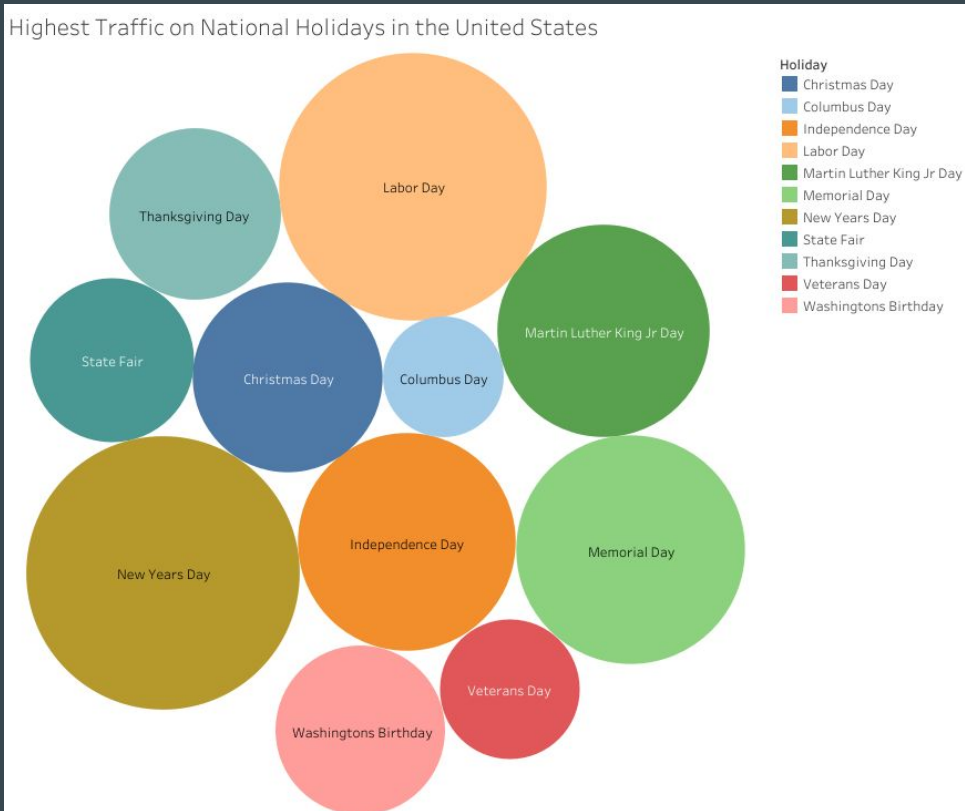 Highest Traffic on National Holidays in the United States
Holiday
Christmas Day
Columbus Day
Independence Day
Labor Day
Martin Luther King Jr Day
Memorial Day
New Years Day
State Fair
Thanksgiving Day
Veterans Day
Washingtons Birthday
Labor Day
Thanksgiving Day
Martin Luther King Jr Day
State Fair
Christmas Day
Columbus Day
Independence Day
Memorial Day
New Years Day
Veterans Day
Washingtons Birthday